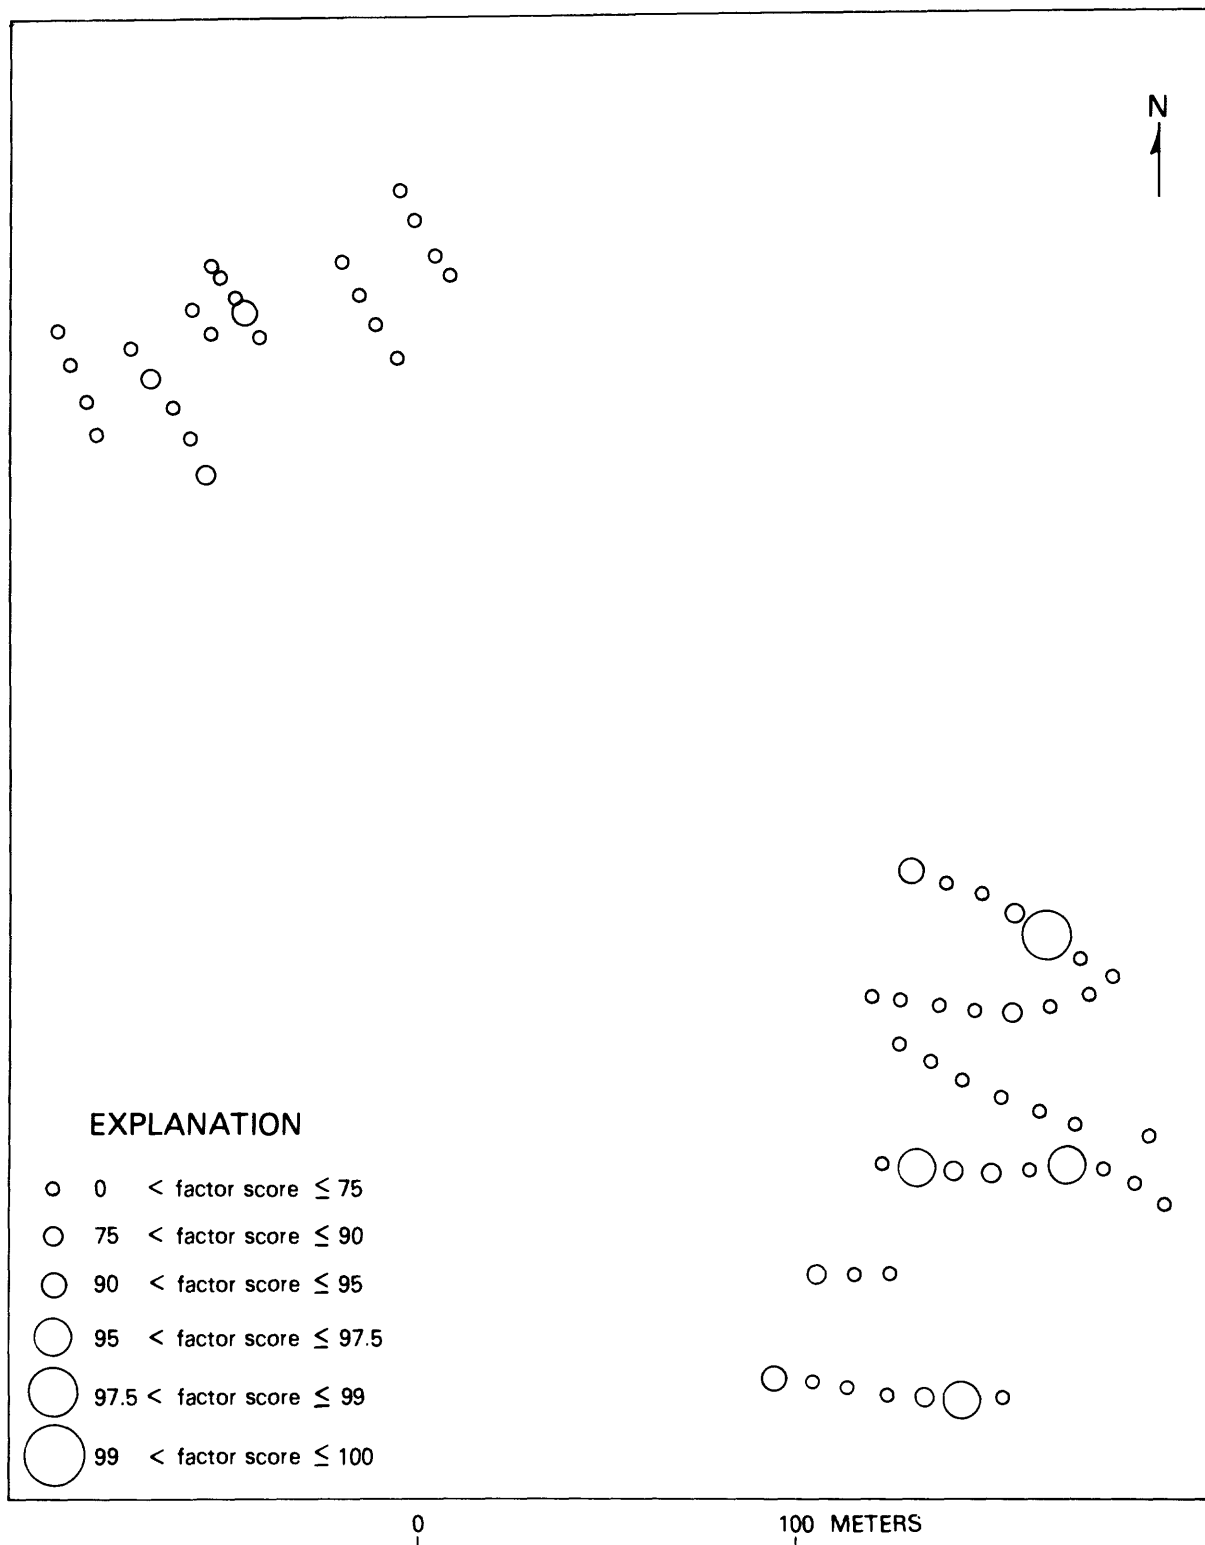 N
EXPLANATION
0 < factor score ≤ 75
75 < factor score ≤ 90
90 < factor score ≤ 95
95 < factor score ≤ 97.5
97.5 < factor score ≤ 99
99 < factor score ≤ 100
0 100 METERS